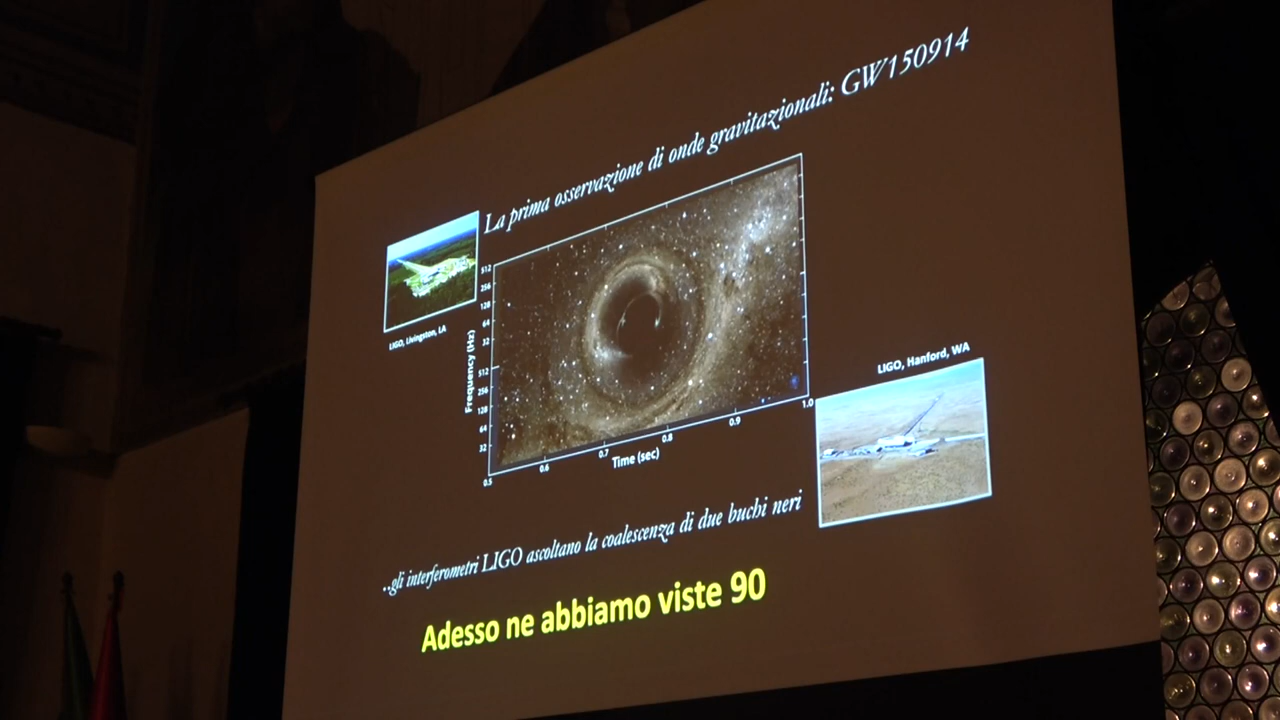 La prima osservazione di onde gravitazionali: GW150914
LIGO, Livingston, LA
512
256
128
64
32
512
256
128
64
32
Frequency (Hz)
0.5
0.6
0.7
0.8
0.9
1.0
Time (sec)
LIGO, Hanford, WA
..gli interferometri LIGO ascoltano la coalescenza di due buchi neri
Adesso ne abbiamo viste 90